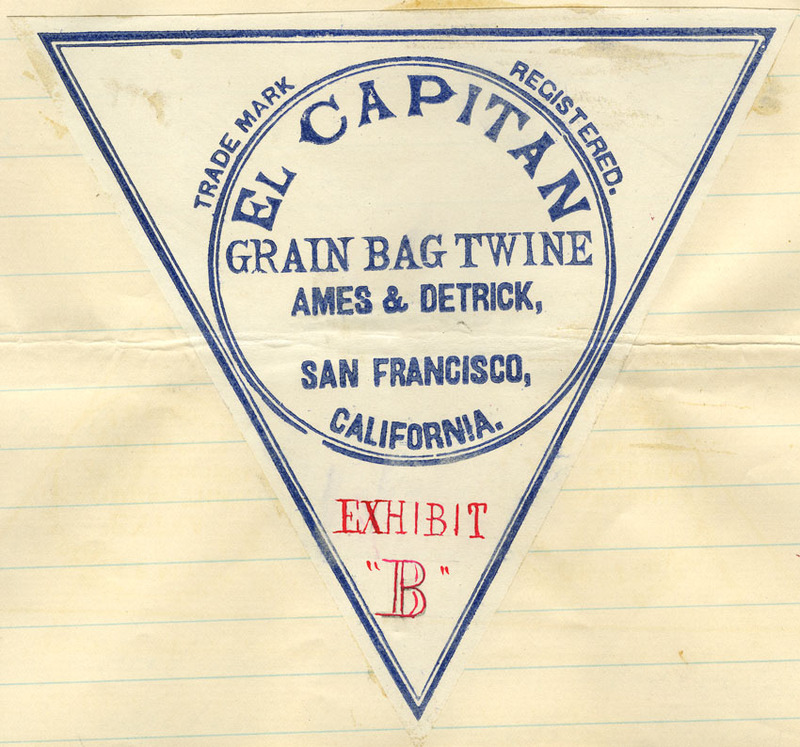 TRADE MARK
REGISTERED.
EL CAPITAN
GRAIN BAG TWINE
AMES & DETRICK,
SAN FRANCISCO,
CALIFORNIA.
EXHIBIT
"B"